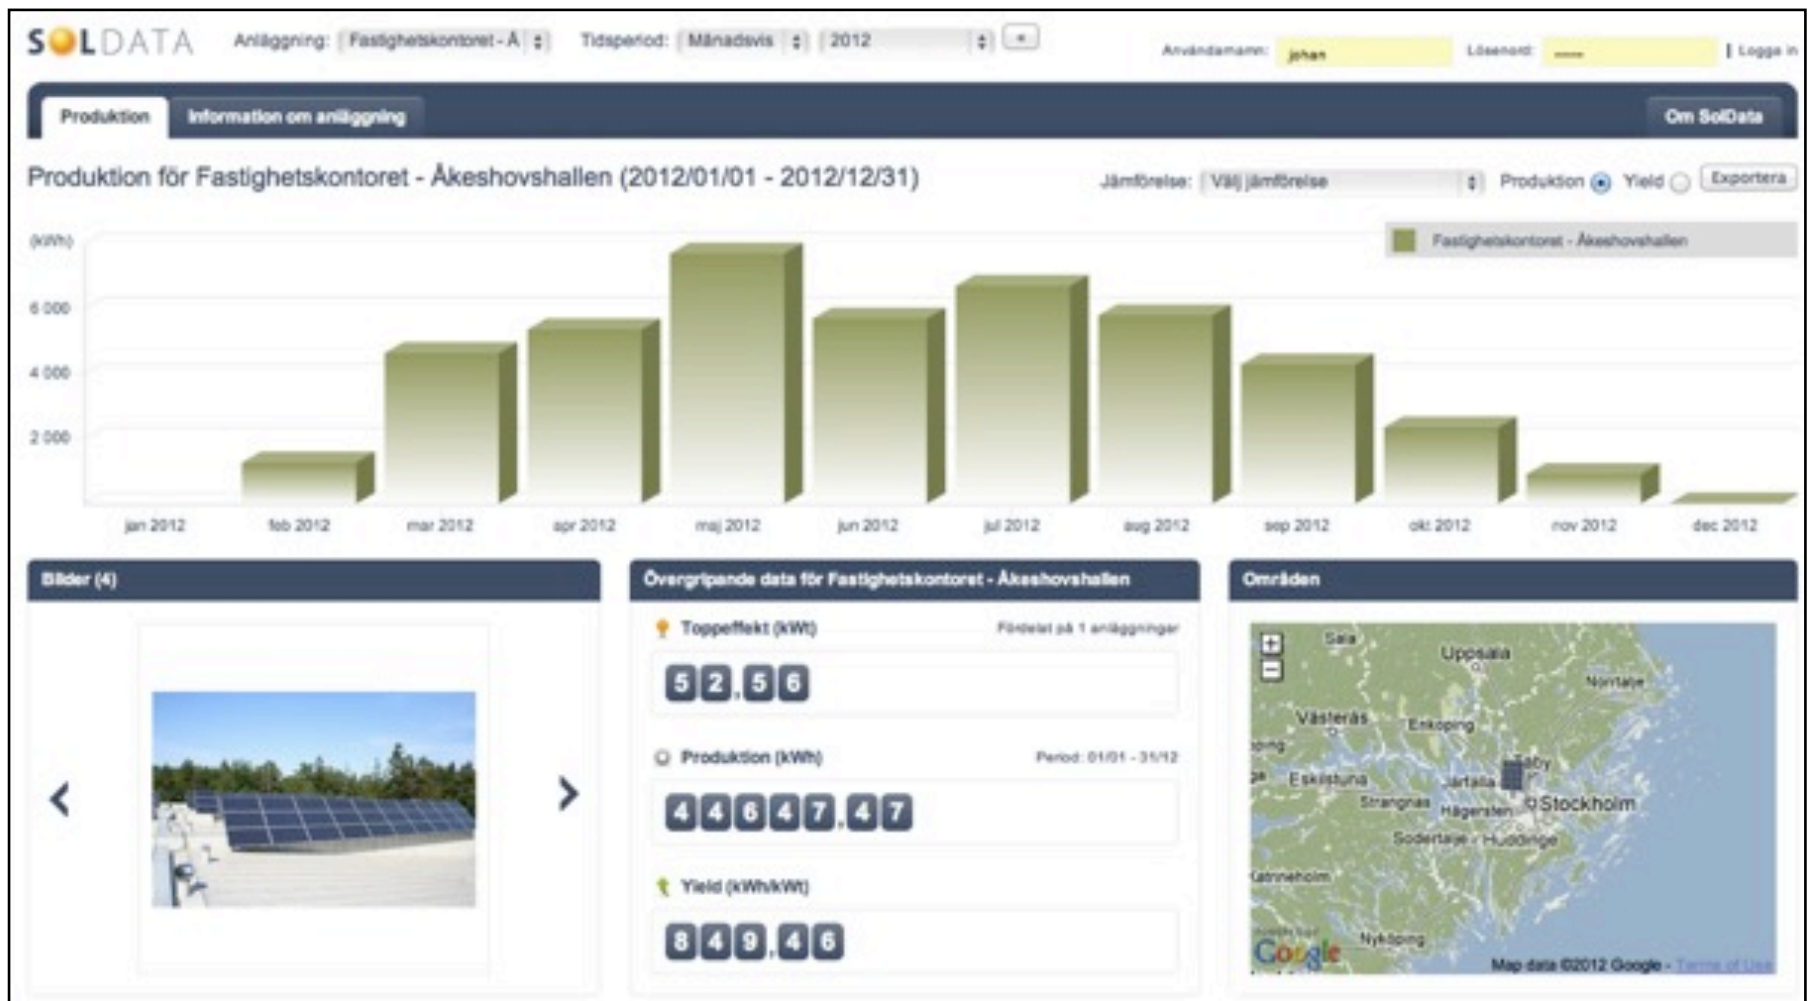 SOLDATA Anläggning: Fastighetskontoret - Å Tidsperiod: Månadsvis 2012 «
Användarnamn: johan Lösenord: | Logga in
Produktion Information om anläggning Om SolData
Produktion för Fastighetskontoret - Åkeshovshallen (2012/01/01 - 2012/12/31)
Jämförelse: Välj jämförelse Produktion Yield Exportera
(kWh)
Fastighetskontoret - Åkeshovshallen
6 000
4 000
2 000
jan 2012 feb 2012 mar 2012 apr 2012 maj 2012 jun 2012 jul 2012 aug 2012 sep 2012 okt 2012 nov 2012 dec 2012
Bilder (4)
Övergripande data för Fastighetskontoret - Åkeshovshallen
Toppeffekt (kWt) Fördelat på 1 anläggningar
52,56
Produktion (kWh) Period: 01/01 - 31/12
44647,47
Yield (kWh/kWt)
849,46
Områden
+
Sala
Uppsala
−
Norrtälje
Västerås
Enköping
Täby
Eskilstuna
Järfälla
Strängnäs
Stockholm
Hägersten
Södertälje
Huddinge
Katrineholm
Nyköping
Google
Map data ©2012 Google - Terms of Use